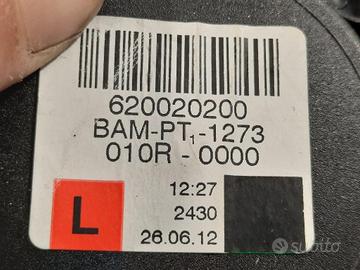 620020200
BAM-PT1-1273
010R - 0000
12:27
L
2430
26.06.12
subito